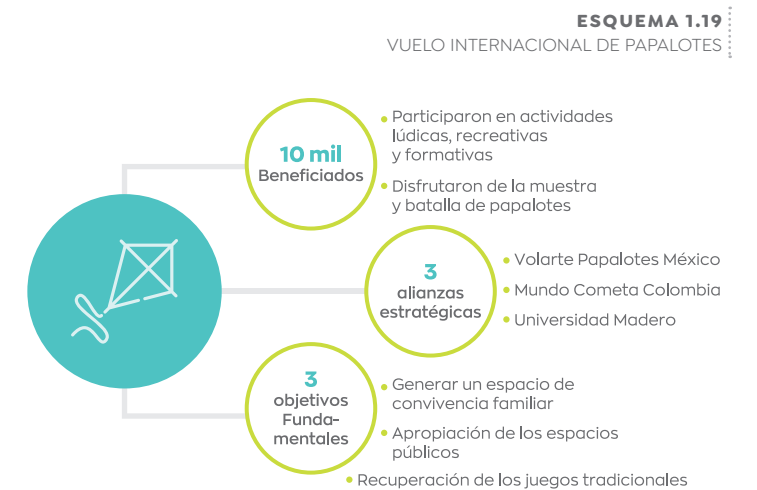 ESQUEMA 1.19
VUELO INTERNACIONAL DE PAPALOTES
10 mil
Beneficiados
• Participaron en actividades
lúdicas, recreativas
y formativas
• Disfrutaron de la muestra
y batalla de papalotes
3
alianzas
estratégicas
• Volarte Papalotes México
• Mundo Cometa Colombia
• Universidad Madero
3
objetivos
Funda-
mentales
• Generar un espacio de
convivencia familiar
• Apropiación de los espacios
públicos
• Recuperación de los juegos tradicionales